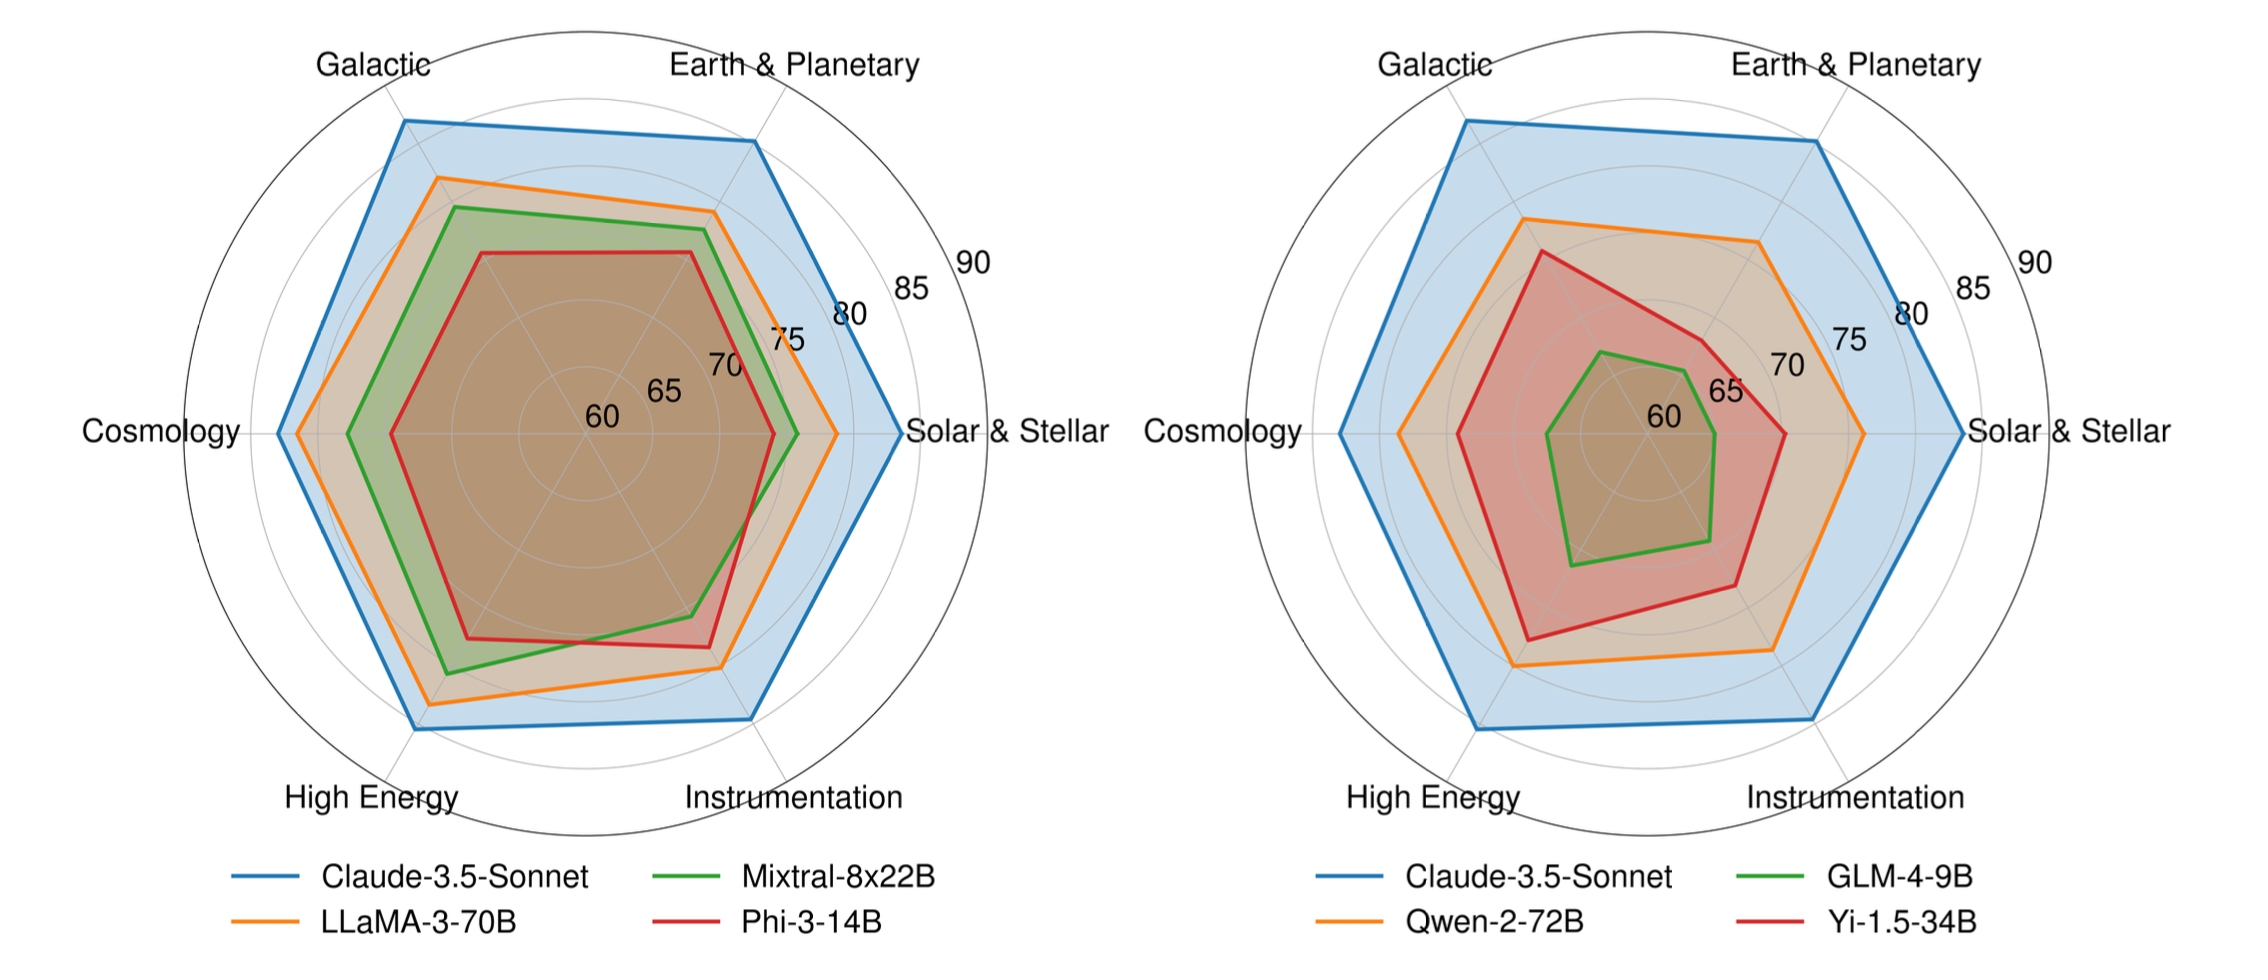 Galactic
Earth & Planetary
90
85
80
75
70
65
60
Cosmology
Solar & Stellar
High Energy
Instrumentation
Claude-3.5-Sonnet
Mixtral-8x22B
LLaMA-3-70B
Phi-3-14B
Galactic
Earth & Planetary
90
85
80
75
70
65
60
Cosmology
Solar & Stellar
High Energy
Instrumentation
Claude-3.5-Sonnet
GLM-4-9B
Qwen-2-72B
Yi-1.5-34B